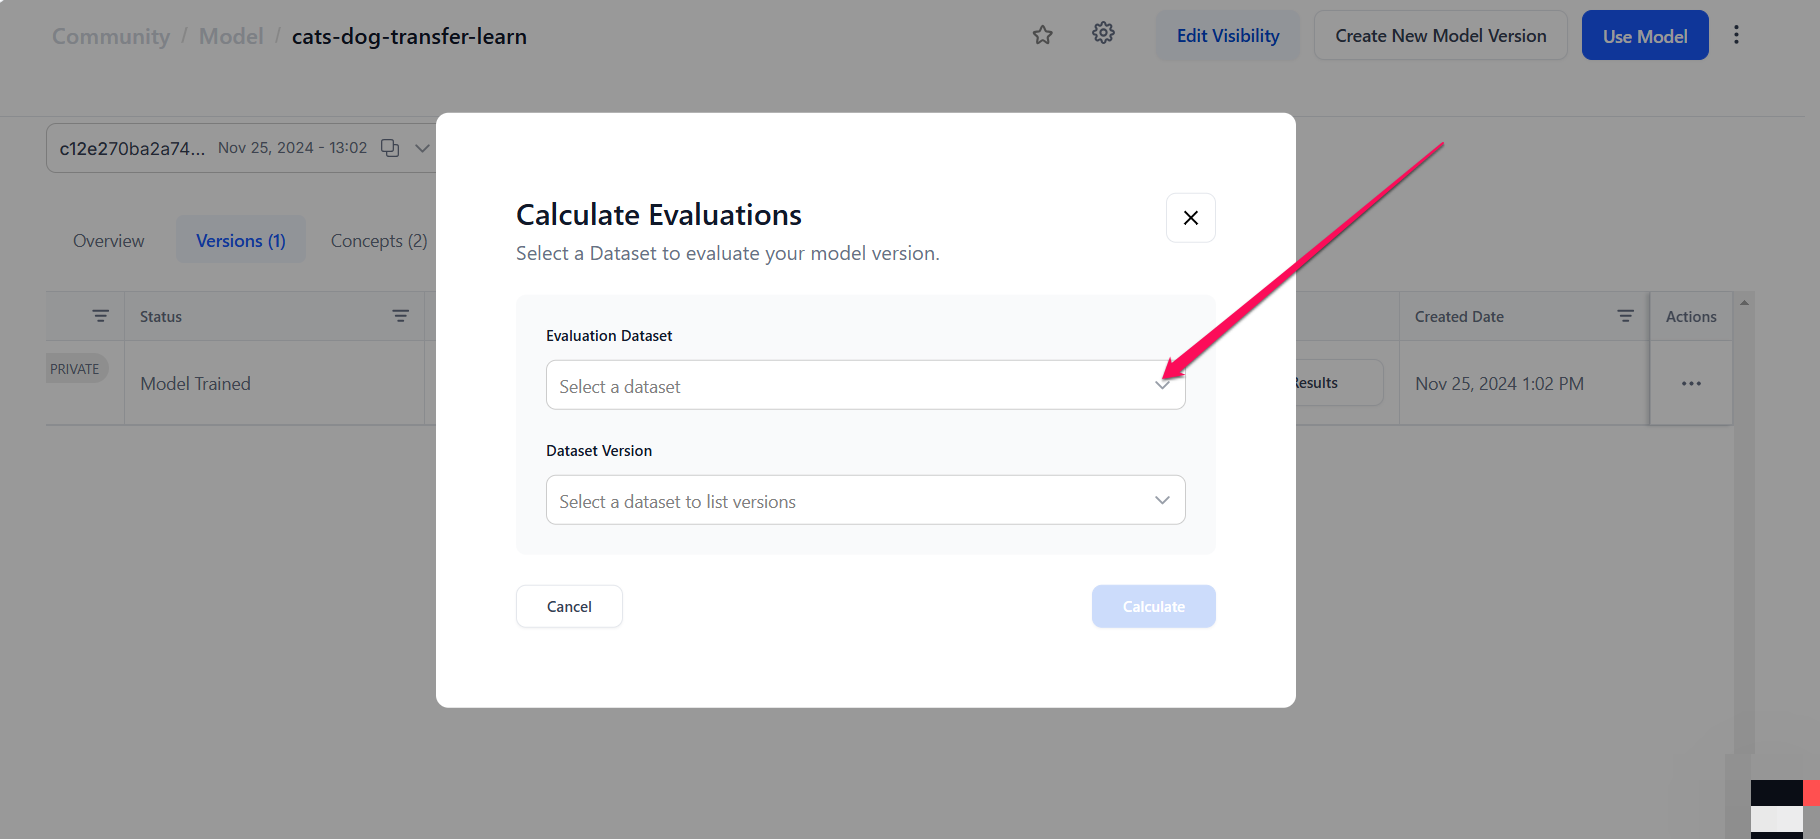 Community / Model / cats-dog-transfer-learn
Edit Visibility
Create New Model Version
Use Model
c12e270ba2a74... Nov 25, 2024 - 13:02
Overview
Versions (1)
Concepts (2)
Calculate Evaluations
Select a Dataset to evaluate your model version.
Status
Created Date
Actions
PRIVATE
Model Trained
Results
Nov 25, 2024 1:02 PM
Evaluation Dataset
Select a dataset
Dataset Version
Select a dataset to list versions
Cancel
Calculate